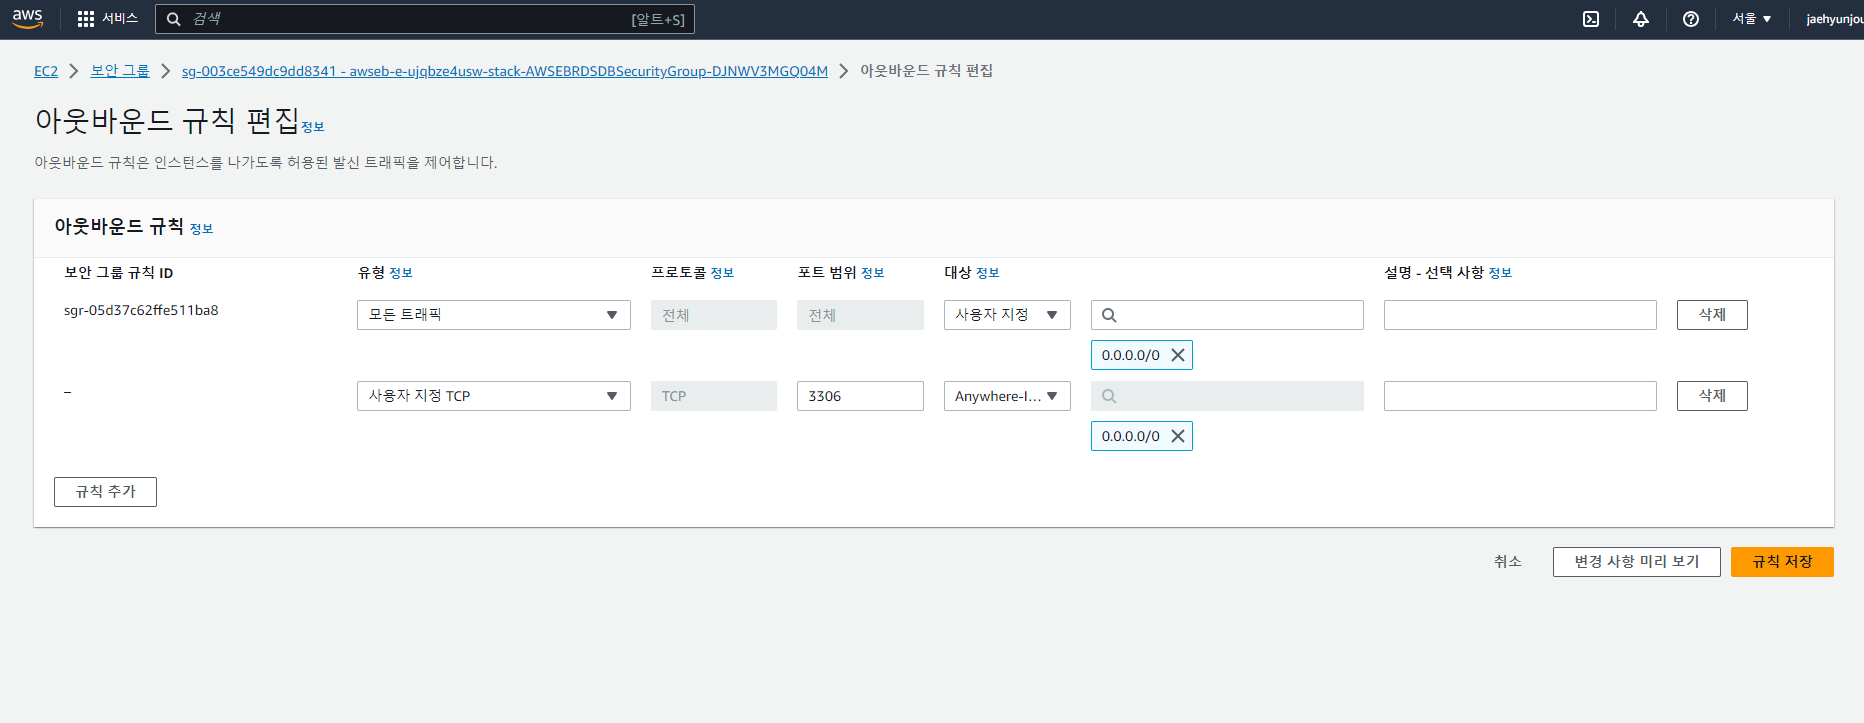 aws 서비스 검색 [알트+S] 서울 ▼ jaehyunjou
EC2 > 보안 그룹 > sg-003ce549dc9dd8341 - awseb-e-ujqbze4usw-stack-AWSEBRDSDBSecurityGroup-DJNWV3MGQ04M > 아웃바운드 규칙 편집
아웃바운드 규칙 편집 정보
아웃바운드 규칙은 인스턴스를 나가도록 허용된 발신 트래픽을 제어합니다.
아웃바운드 규칙 정보
보안 그룹 규칙 ID 유형 정보 프로토콜 정보 포트 범위 정보 대상 정보 설명 - 선택 사항 정보
sgr-05d37c62ffe511ba8 모든 트래픽 전체 전체 사용자 지정 삭제
0.0.0.0/0
– 사용자 지정 TCP TCP 3306 Anywhere-I... 삭제
0.0.0.0/0
규칙 추가
취소 변경 사항 미리 보기 규칙 저장